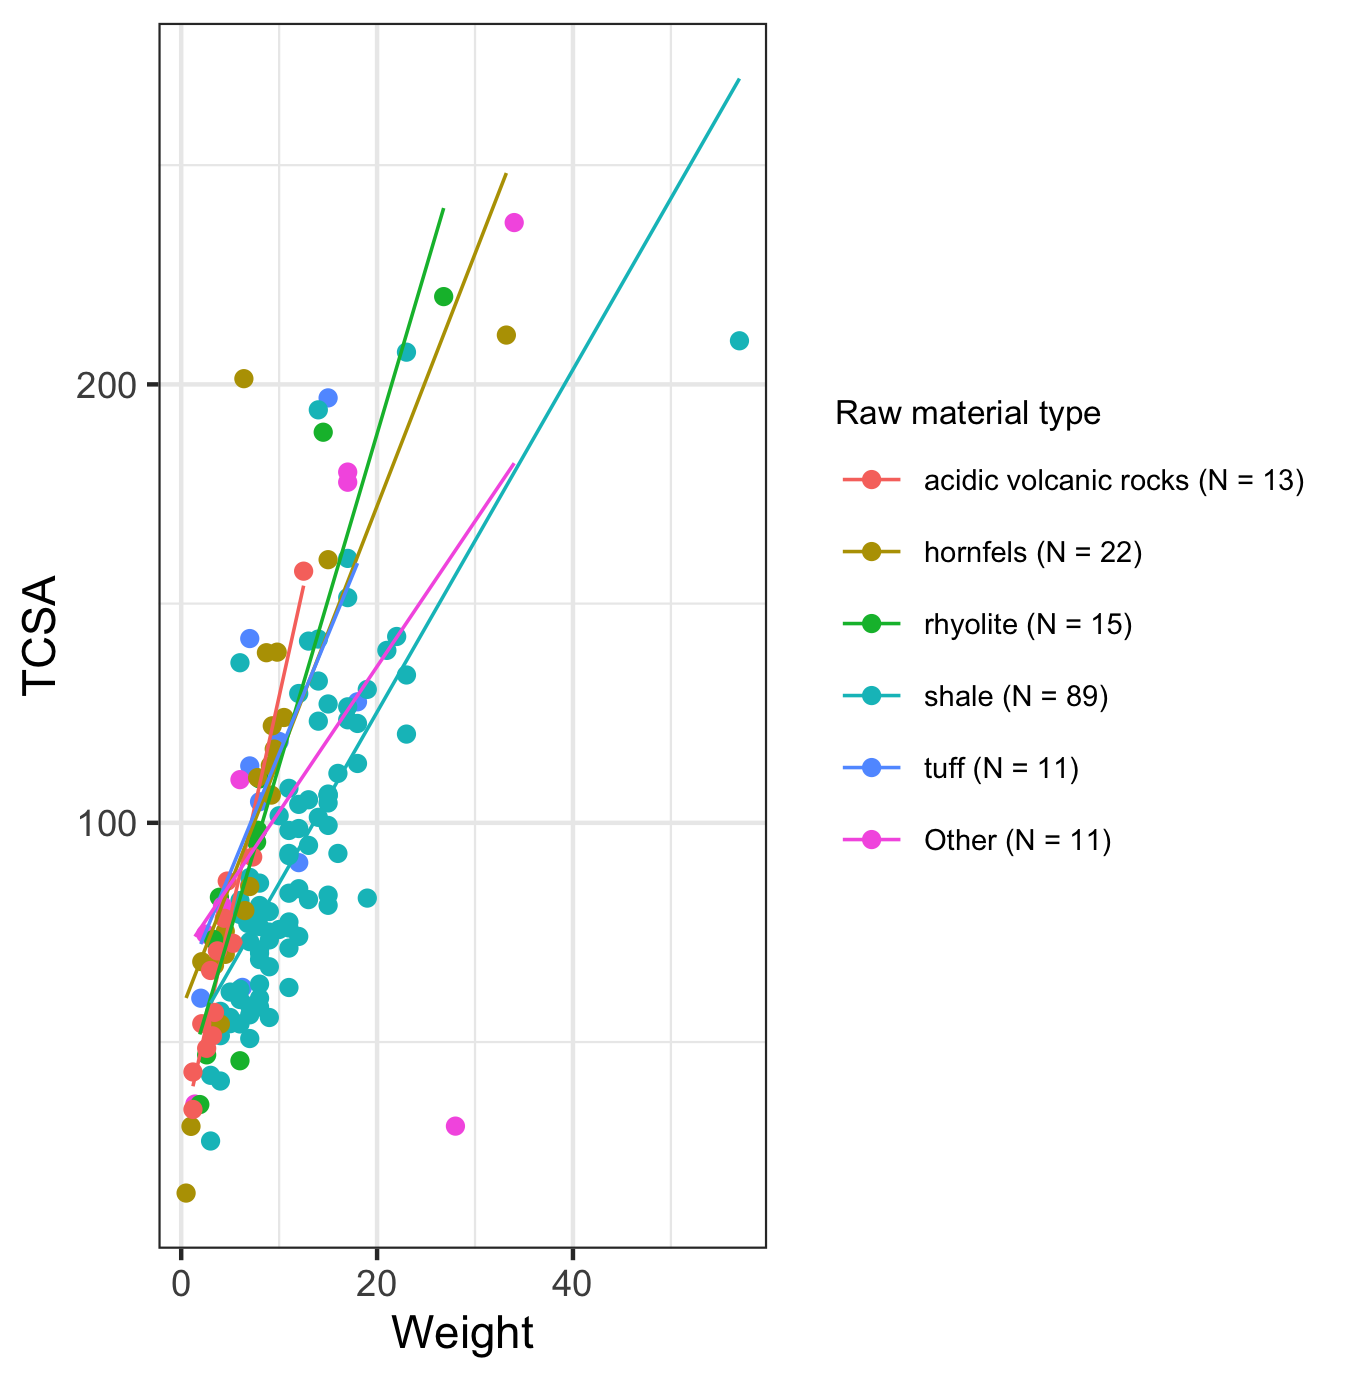 200
100
TCSA
0 20 40
Weight
Raw material type
acidic volcanic rocks (N = 13)
hornfels (N = 22)
rhyolite (N = 15)
shale (N = 89)
tuff (N = 11)
Other (N = 11)